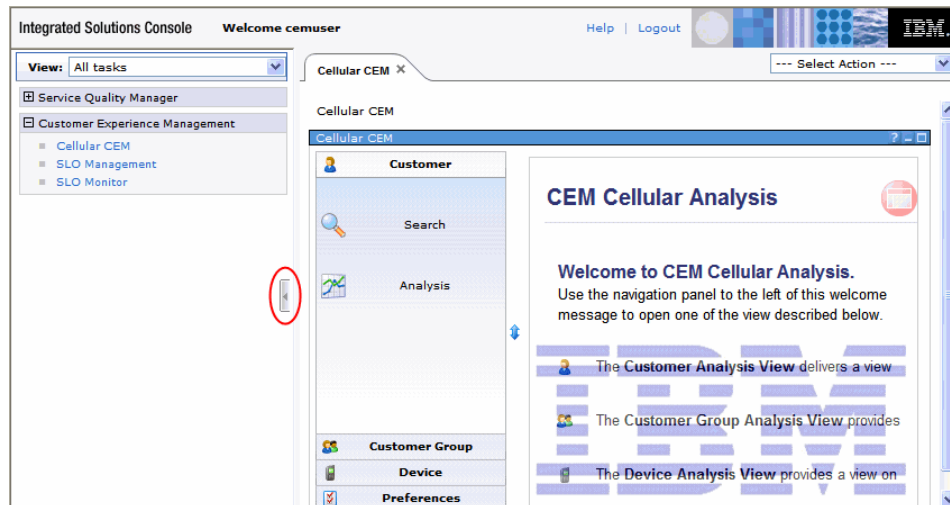 Integrated Solutions Console Welcome cemuser Help | Logout IBM.
View: All tasks
Cellular CEM × --- Select Action ---
Service Quality Manager
Customer Experience Management
Cellular CEM
SLO Management
SLO Monitor
Cellular CEM
Cellular CEM
Customer
Search
Analysis
Customer Group
Device
Preferences
CEM Cellular Analysis
Welcome to CEM Cellular Analysis.
Use the navigation panel to the left of this welcome
message to open one of the view described below.
IBM
The Customer Analysis View delivers a view
The Customer Group Analysis View provides
The Device Analysis View provides a view on